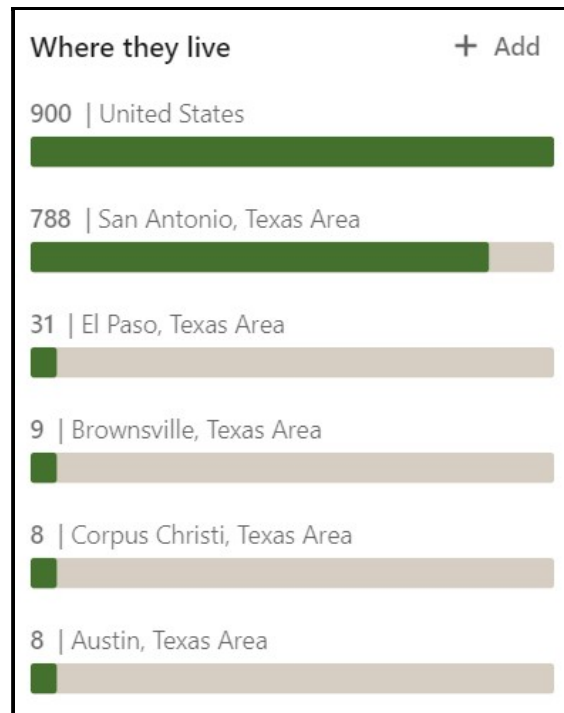 Where they live
+ Add
900 | United States
788 | San Antonio, Texas Area
31 | El Paso, Texas Area
9 | Brownsville, Texas Area
8 | Corpus Christi, Texas Area
8 | Austin, Texas Area